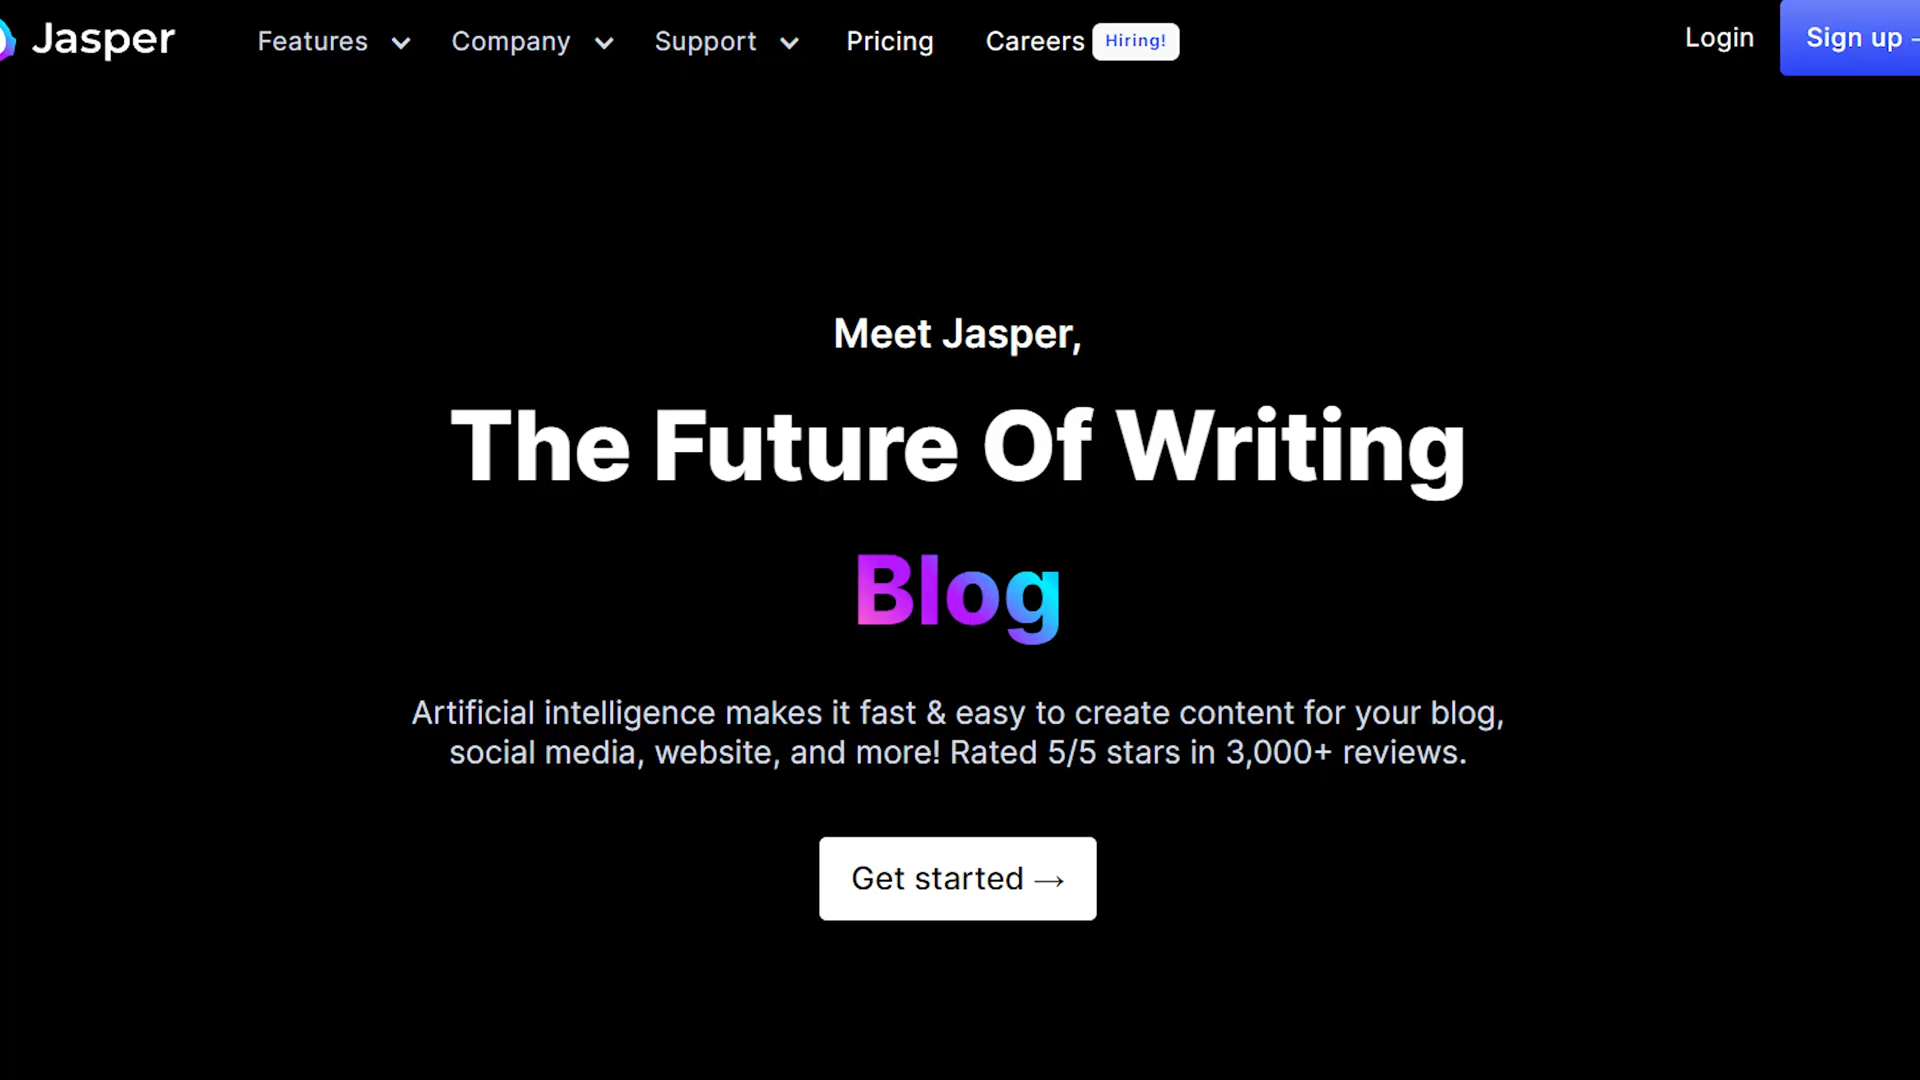 Jasper Features Company Support Pricing Careers Hiring! Login Sign up
Meet Jasper,
The Future Of Writing
Blog
Artificial intelligence makes it fast & easy to create content for your blog,
social media, website, and more! Rated 5/5 stars in 3,000+ reviews.
Get started →